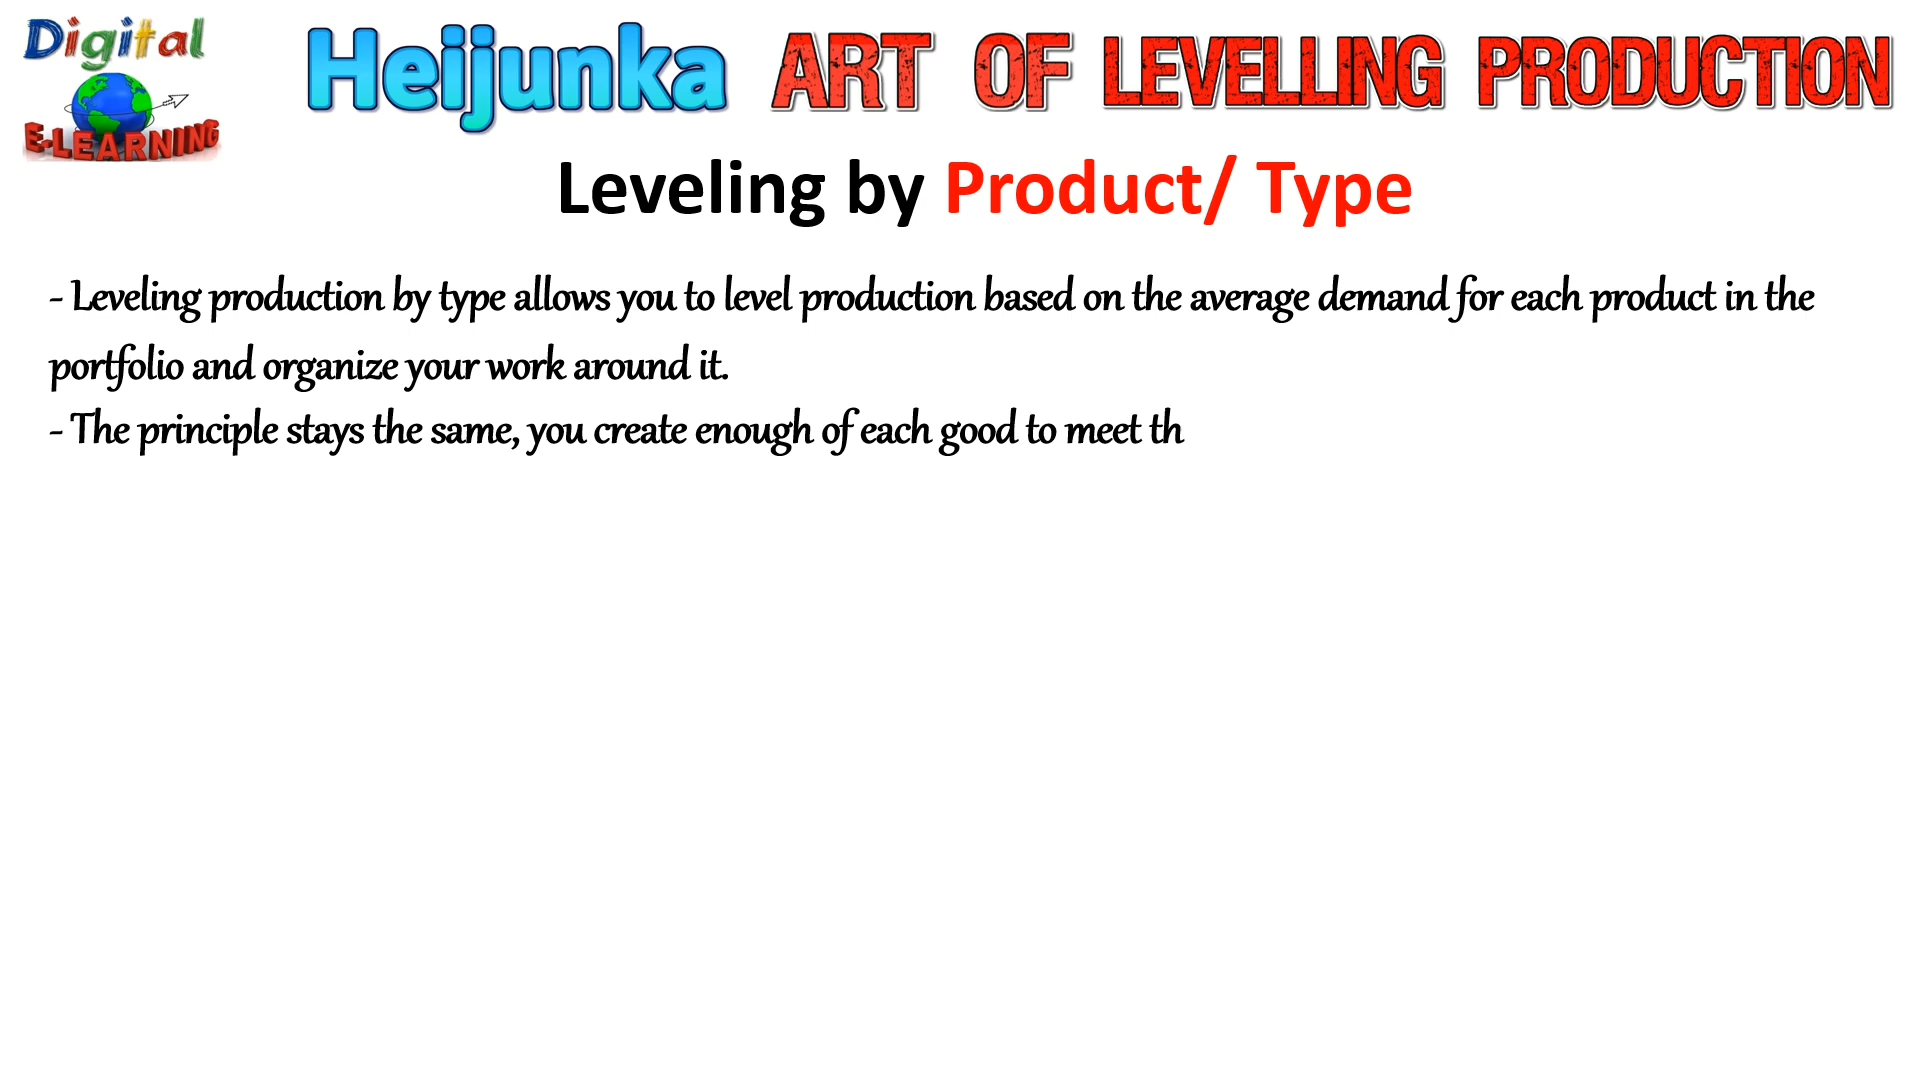 Digital
E-LEARNING
Heijunka ART OF LEVELLING PRODUCTION
Leveling by Product/ Type
- Leveling production by type allows you to level production based on the average demand for each product in the
portfolio and organize your work around it.
- The principle stays the same, you create enough of each good to meet th